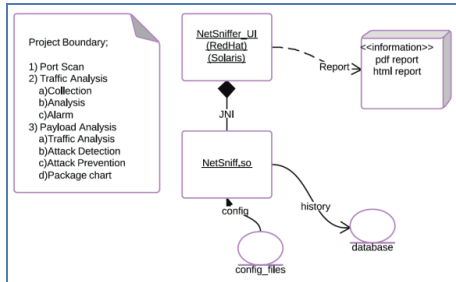 Project Boundary;
1) Port Scan
2) Traffic Analysis
a)Collection
b)Analysis
c)Alarm
3) Payload Analysis
a)Traffic Analysis
b)Attack Detection
c)Attack Prevention
d)Package chart
NetSniffer_UI
(RedHat)
(Solaris)
Report
<<information>>
pdf report
html report
JNI
NetSniff,so
config
history
config_files
database